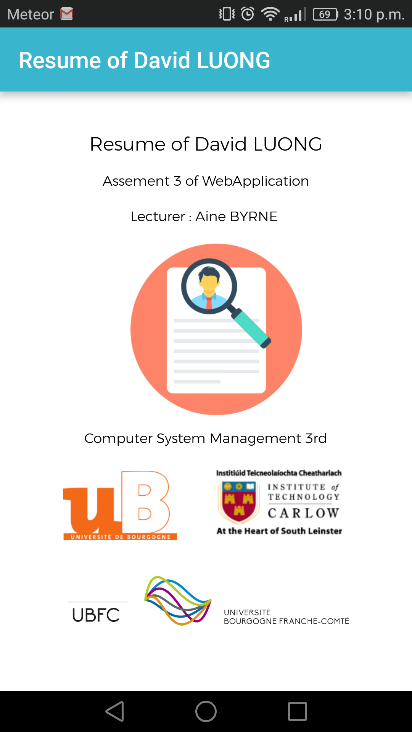 Meteor
R
69
3:10 p.m.
Resume of David LUONG
Resume of David LUONG
Assement 3 of WebApplication
Lecturer : Aine BYRNE
Computer System Management 3rd
uB
UNIVERSITÉ DE BOURGOGNE
Institiúid Teicneolaíochta Cheatharlach
INSTITUTE of
TECHNOLOGY
CARLOW
At the Heart of South Leinster
UBFC
UNIVERSITE
BOURGOGNE FRANCHE-COMTÉ